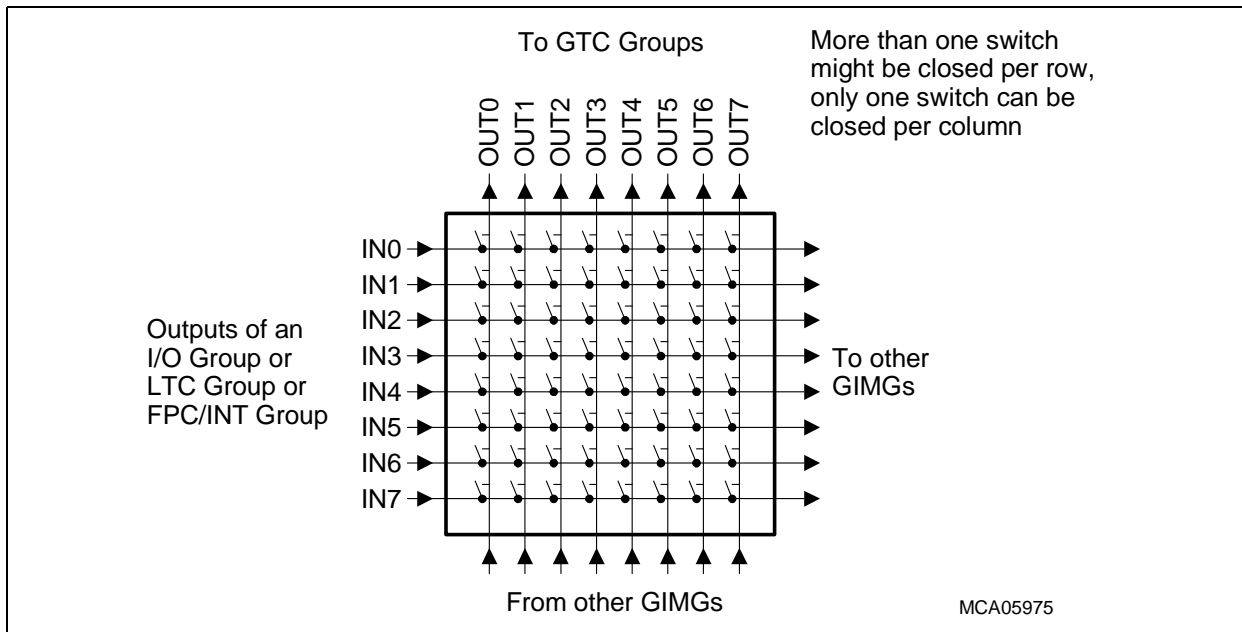 To GTC Groups
More than one switch
might be closed per row,
only one switch can be
closed per column
OUT0
OUT1
OUT2
OUT3
OUT4
OUT5
OUT6
OUT7
IN0
IN1
IN2
IN3
IN4
IN5
IN6
IN7
Outputs of an
I/O Group or
LTC Group or
FPC/INT Group
To other
GIMGs
From other GIMGs
MCA05975